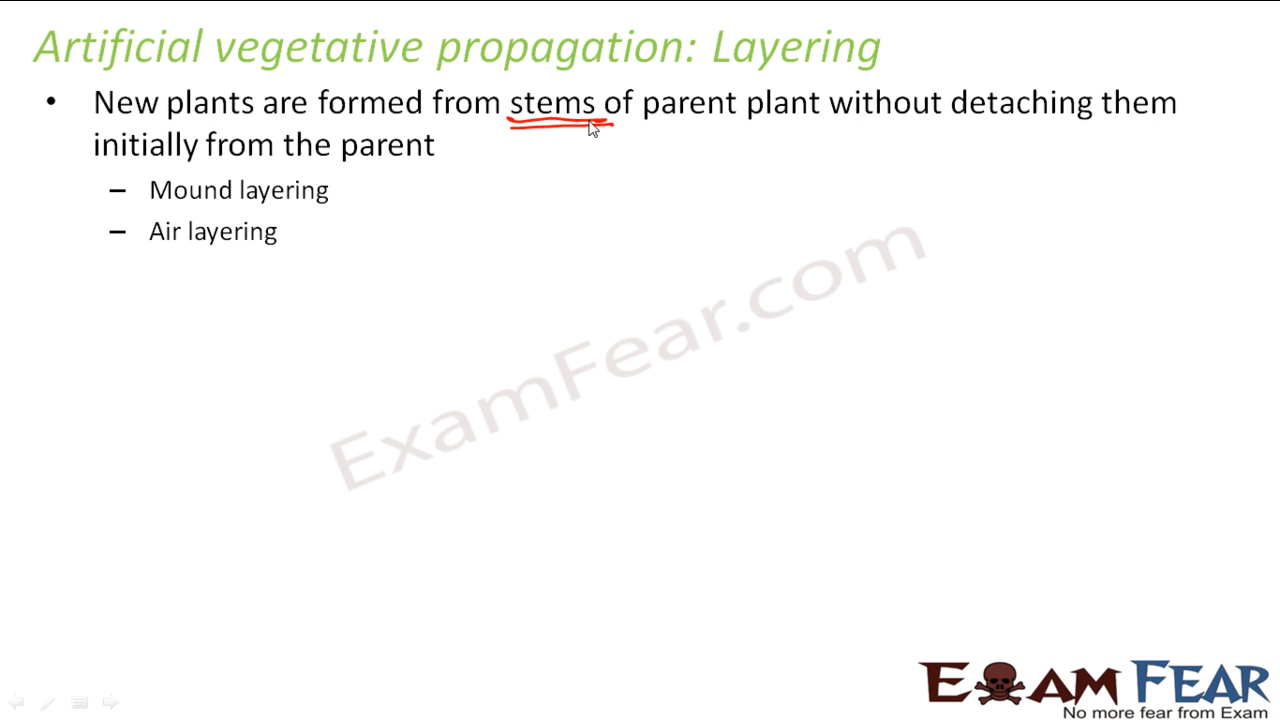 Artificial vegetative propagation: Layering
• New plants are formed from stems of parent plant without detaching them
initially from the parent
– Mound layering
– Air layering
ExamFear.com
EXAM FEAR
No more fear from Exam